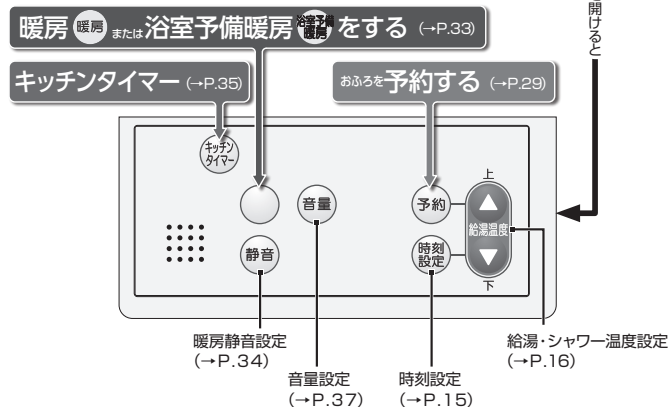 開けると
暖房 暖房 または 浴室予備暖房 浴室予備暖房 をする (→P.33)
キッチンタイマー (→P.35)
おふろを予約する (→P.29)
キッチンタイマー
上
音量
予約
給湯温度
静音
時刻設定
下
暖房静音設定
(→P.34)
音量設定
(→P.37)
時刻設定
(→P.15)
給湯・シャワー温度設定
(→P.16)